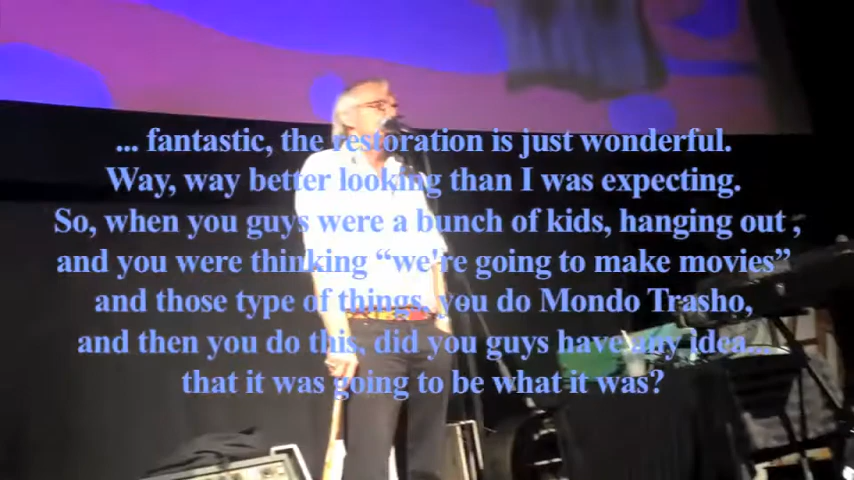 ... fantastic, the restoration is just wonderful.
Way, way better looking than I was expecting.
So, when you guys were a bunch of kids, hanging out ,
and you were thinking “we're going to make movies”
and those type of things, you do Mondo Trasho,
and then you do this, did you guys have any idea...
that it was going to be what it was?